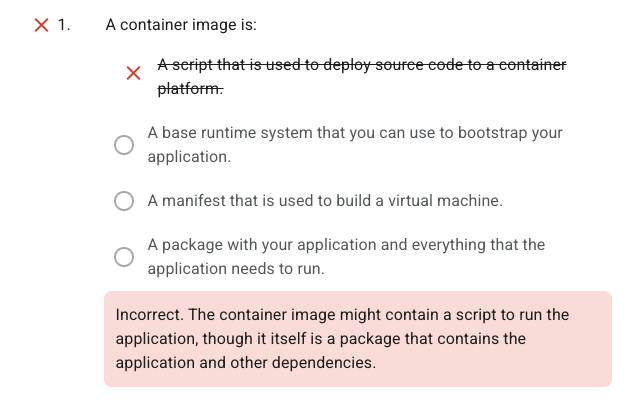 1. A container image is:
A script that is used to deploy source code to a container
platform.
A base runtime system that you can use to bootstrap your
application.
A manifest that is used to build a virtual machine.
A package with your application and everything that the
application needs to run.
Incorrect. The container image might contain a script to run the
application, though it itself is a package that contains the
application and other dependencies.